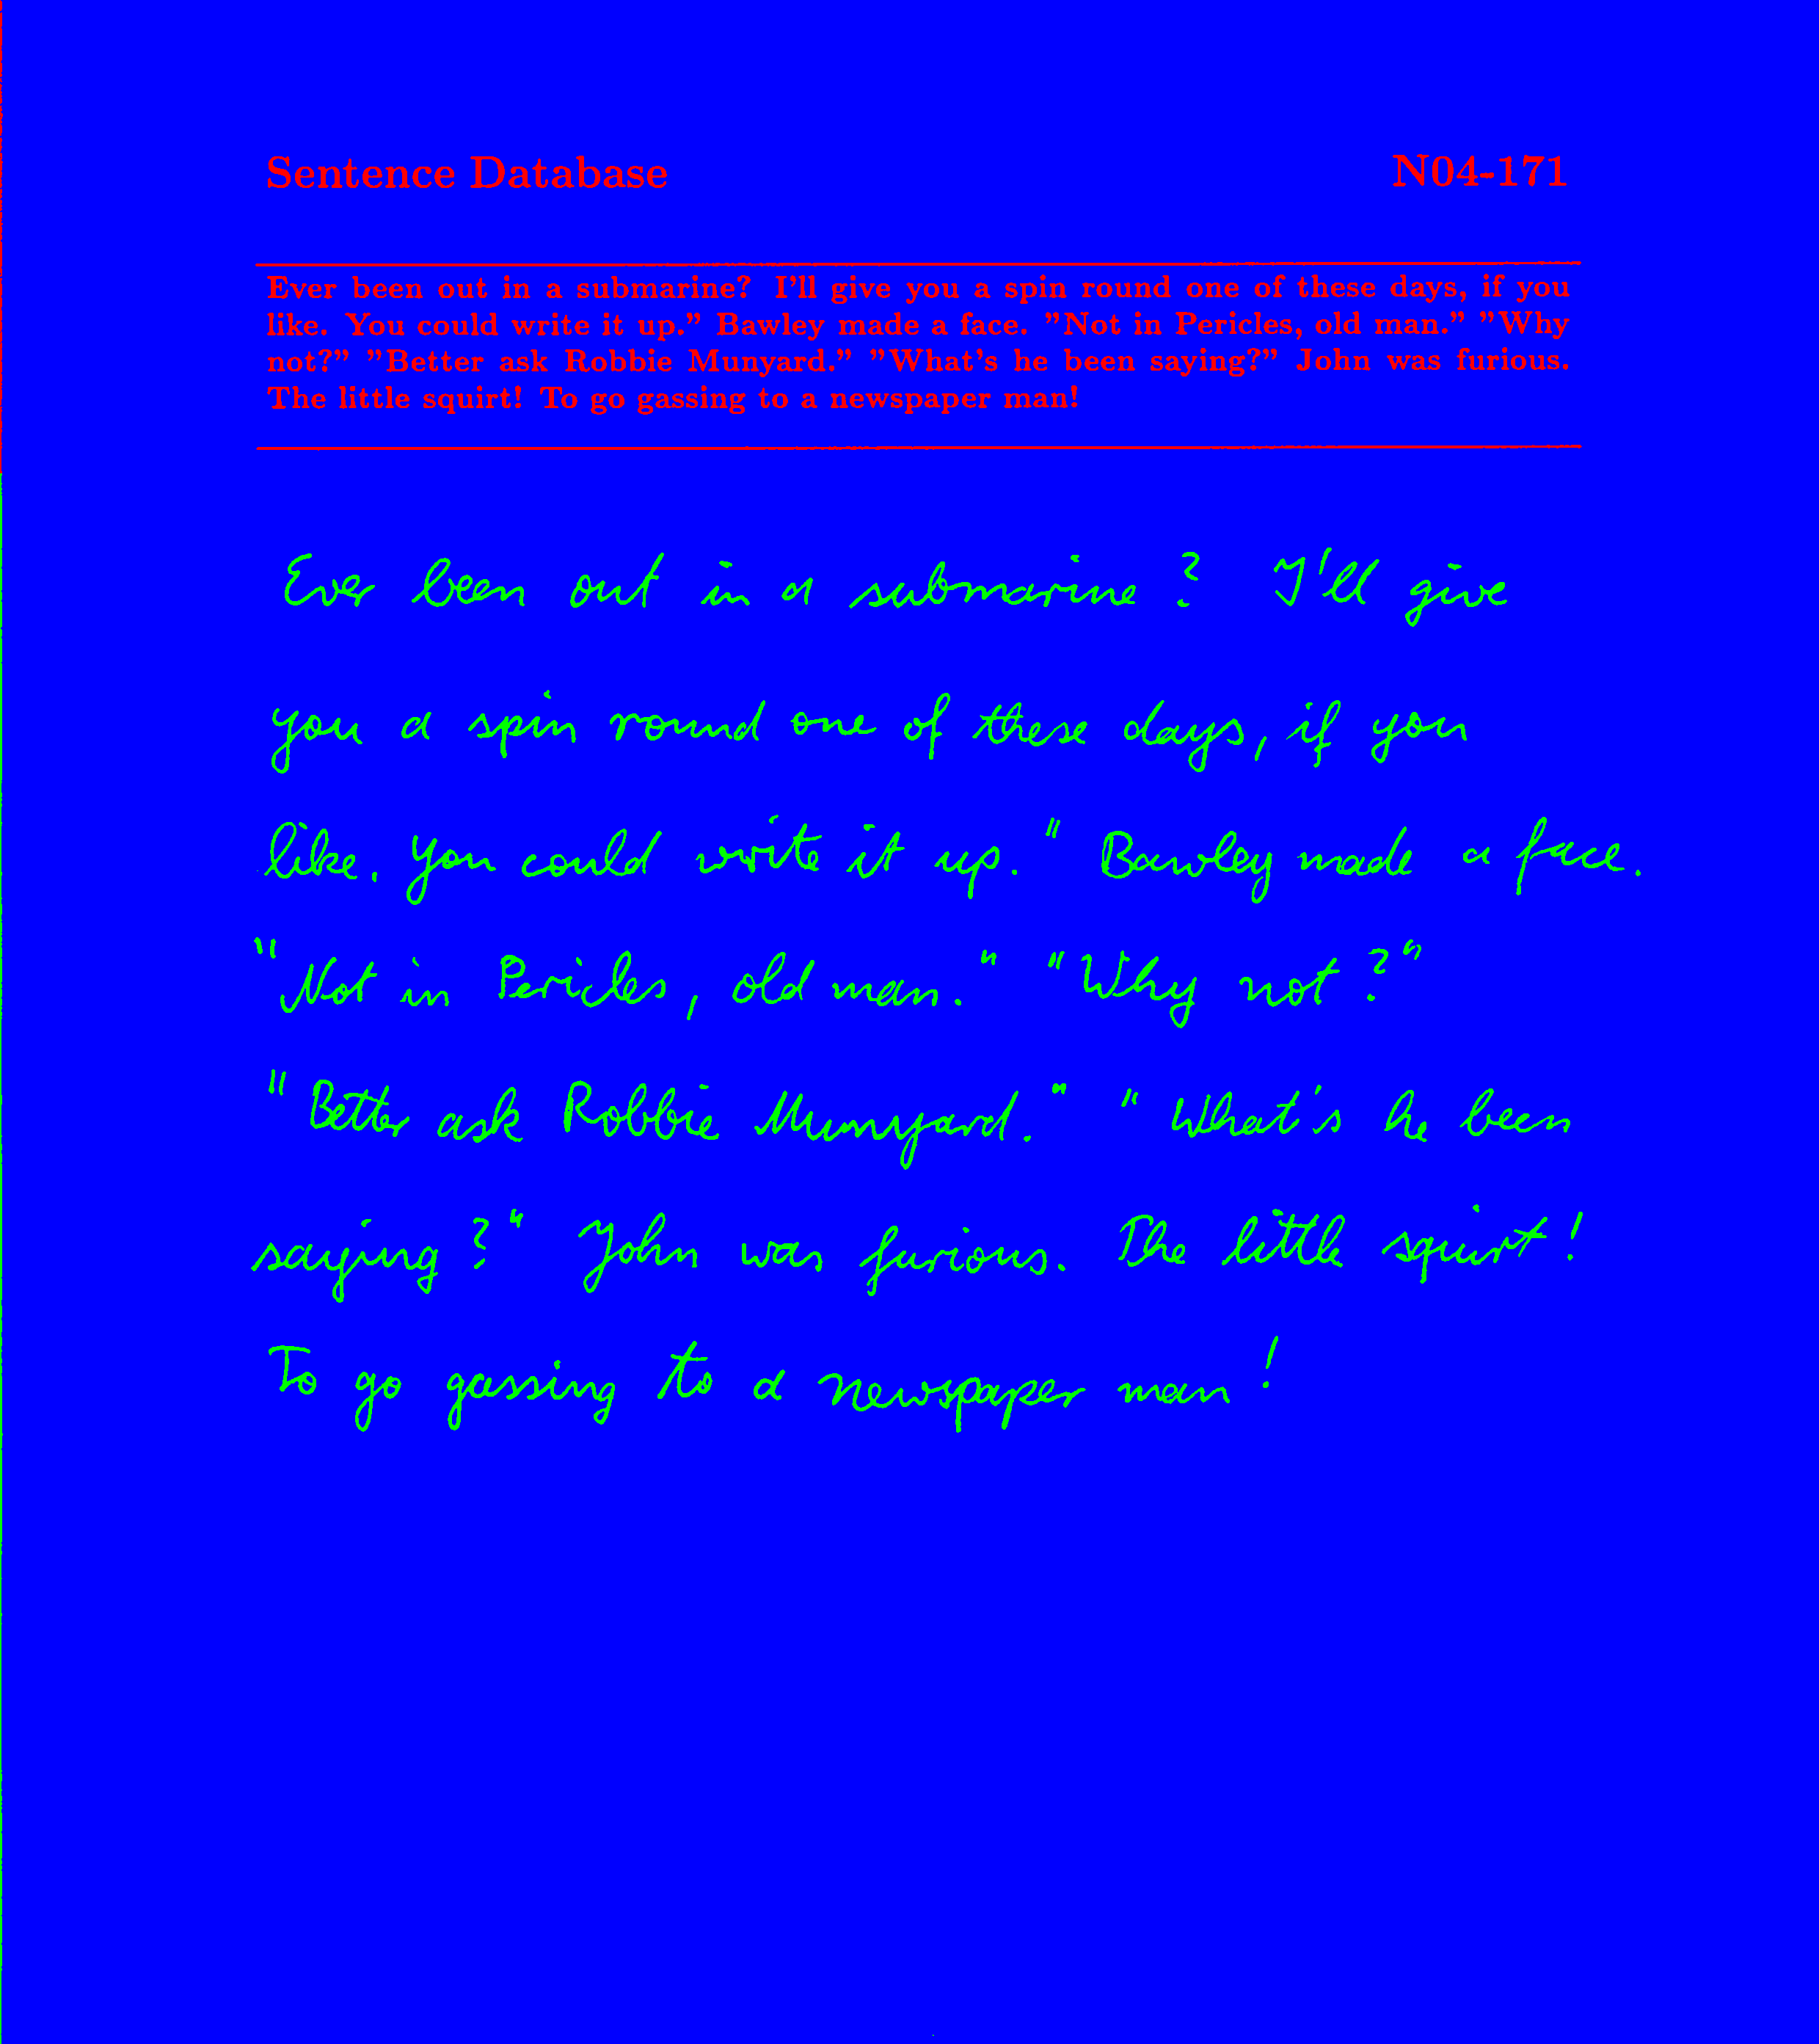 Sentence Database N04-171
Ever been out in a submarine? I'll give you a spin round one of these days, if you
like. You could write it up." Bawley made a face. "Not in Pericles, old man." "Why
not?" "Better ask Robbie Munyard." "What's he been saying?" John was furious.
The little squirt! To go gassing to a newspaper man!
Ever been out in a submarine? I'll give
you a spin round one of these days, if you
like. You could write it up." Bawley made a face.
"Not in Pericles, old man." "Why not?"
"Better ask Robbie Munyard." "What's he been
saying?" John was furious. The little squirt!
To go gassing to a newspaper man!